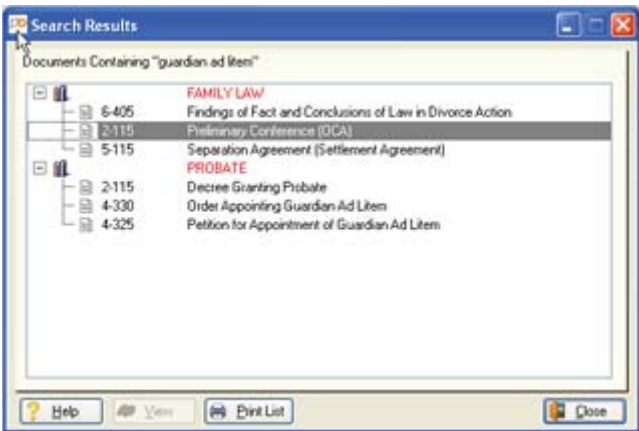 Search Results
Documents Containing "guardian ad litem"
FAMILY LAW
6-405 Findings of Fact and Conclusions of Law in Divorce Action
2-115 Preliminary Conference (OCA)
5-115 Separation Agreement (Settlement Agreement)
PROBATE
2-115 Decree Granting Probate
4-330 Order Appointing Guardian Ad Litem
4-325 Petition for Appointment of Guardian Ad Litem
Help View Print List Close